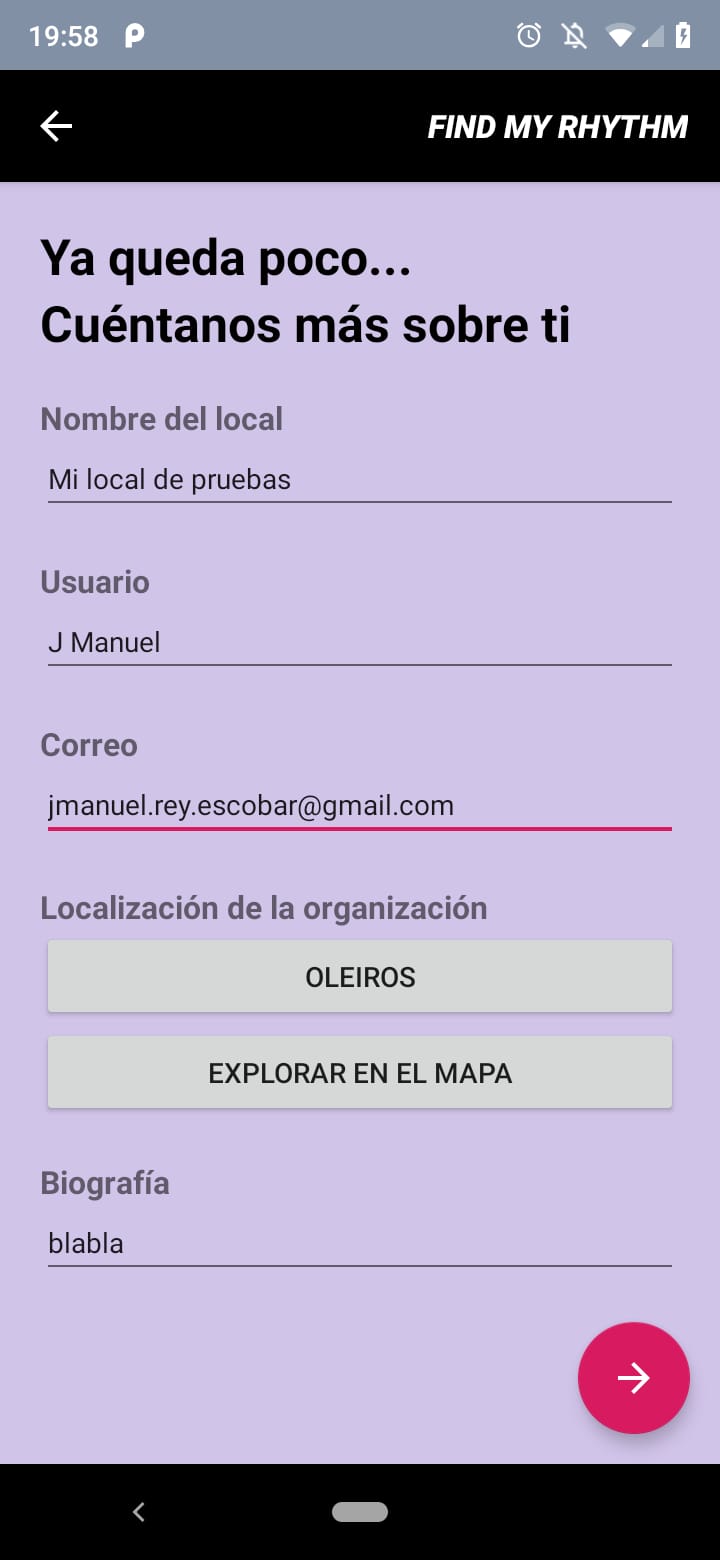 19:58
FIND MY RHYTHM
Ya queda poco...
Cuéntanos más sobre ti
Nombre del local
Mi local de pruebas
Usuario
J Manuel
Correo
jmanuel.rey.escobar@gmail.com
Localización de la organización
OLEIROS
EXPLORAR EN EL MAPA
Biografía
blabla